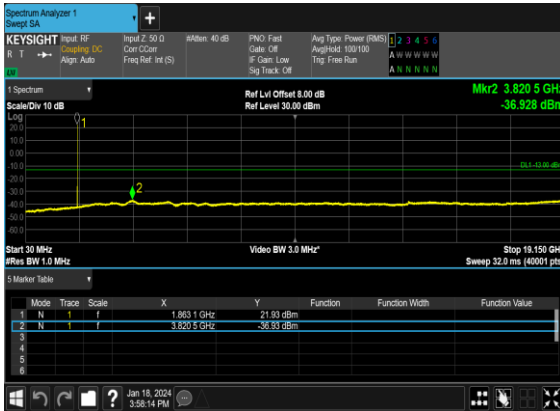 Spectrum Analyzer 1
Swept SA
+
KEYSIGHT Input: RF Input Z: 50 Ω #Atten: 40 dB PNO: Fast Avg Type: Power (RMS) 1 2 3 4 5 6
R T Coupling: DC Corr CCorr Gate: Off Avg|Hold: 100/100 A W W W W W
Align: Auto Freq Ref: Int (S) IF Gain: Low Trig: Free Run
Sig Track: Off A N N N N N
1 Spectrum Ref Lvl Offset 8.00 dB Mkr2 3.820 5 GHz
Scale/Div 10 dB Ref Level 30.00 dBm -36.928 dBm
Log
20.0
10.0
0.00
-10.0
-20.0
-30.0
-40.0
-50.0
-60.0
1
DL1 -13.00 dBm
2
Start 30 MHz Video BW 3.0 MHz* Stop 19.150 GHz
#Res BW 1.0 MHz Sweep 32.0 ms (40001 pts)
5 Marker Table
Mode Trace Scale X Y Function Function Width Function Value
1 N 1 f 1.863 1 GHz 21.93 dBm
2 N 1 f 3.820 5 GHz -36.93 dBm
3
4
5
6
? Jan 18, 2024
3:58:14 PM